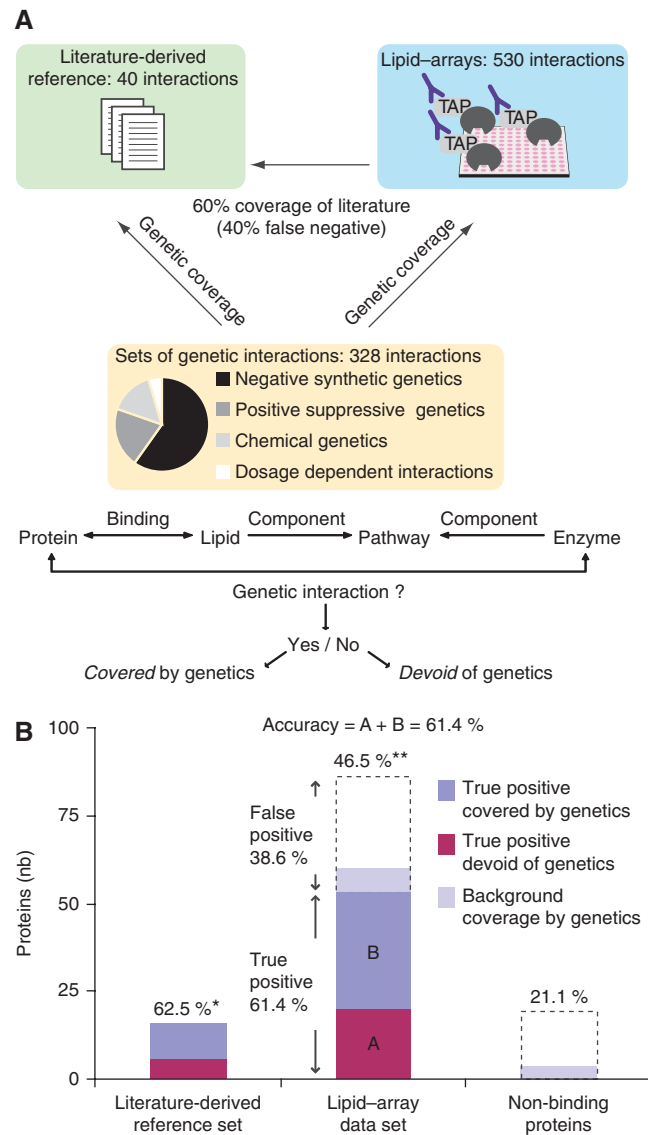 A
Literature-derived
reference: 40 interactions
Lipid–arrays: 530 interactions
TAP
TAP
TAP
60% coverage of literature
(40% false negative)
Genetic coverage
Genetic coverage
Sets of genetic interactions: 328 interactions
Negative synthetic genetics
Positive suppressive genetics
Chemical genetics
Dosage dependent interactions
Protein
Binding
Lipid
Component
Pathway
Component
Enzyme
Genetic interaction ?
Yes / No
Covered by genetics
Devoid of genetics
B
Accuracy = A + B = 61.4 %
Proteins (nb)
100
75
50
25
0
62.5 %*
46.5 %**
21.1 %
False
positive
38.6 %
True
positive
61.4 %
B
A
True positive
covered by genetics
True positive
devoid of genetics
Background
coverage by genetics
Literature-derived
reference set
Lipid–array
data set
Non-binding
proteins